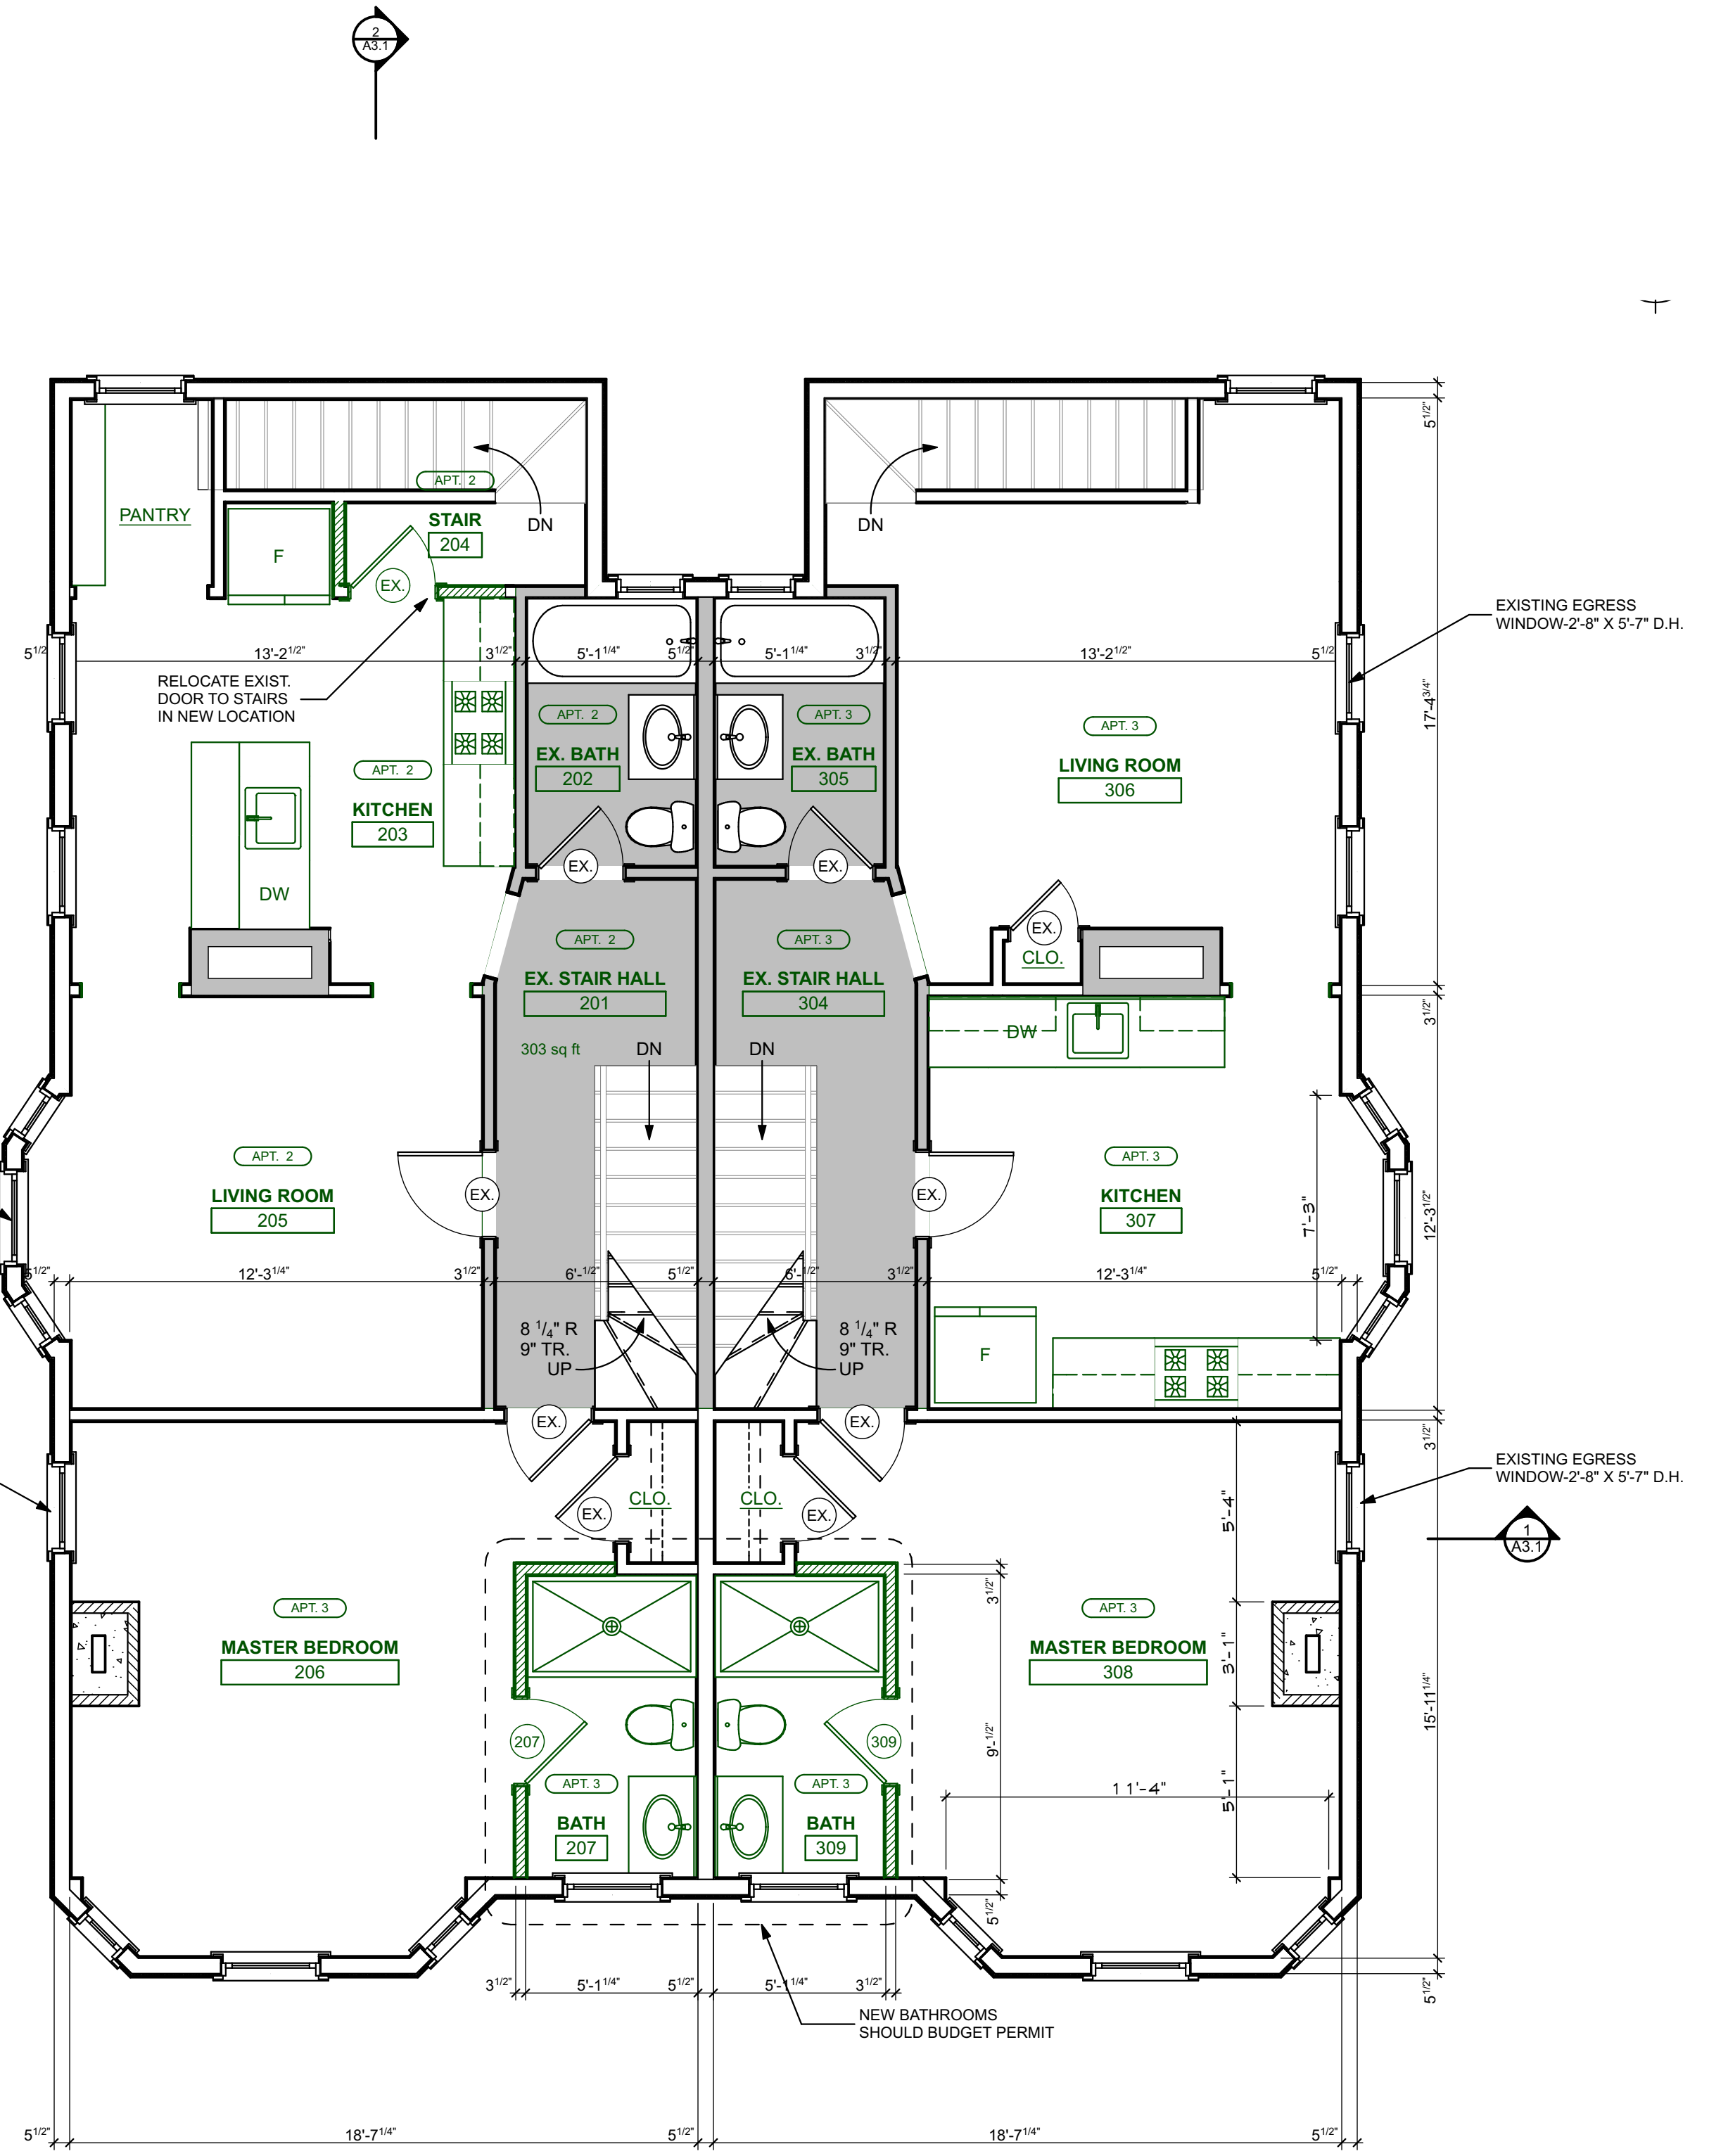 2
A3.1
5 1/2"
APT. 2
STAIR
204
DN
DN
PANTRY
F
EX.
EXISTING EGRESS
WINDOW-2'-8" X 5'-7" D.H.
5 1/2
13'-2 1/2"
3 1/2"
5'-1 1/4"
5 1/2"
5'-1 1/4"
3 1/2"
13'-2 1/2"
5 1/2
RELOCATE EXIST.
DOOR TO STAIRS
IN NEW LOCATION
17'-4 3/4"
APT. 2
EX. BATH
202
APT. 3
EX. BATH
305
APT. 3
LIVING ROOM
306
APT. 2
KITCHEN
203
EX.
EX.
DW
EX.
CLO.
APT. 2
EX. STAIR HALL
201
APT. 3
EX. STAIR HALL
304
3 1/2"
DW
303 sq ft
DN
DN
APT. 2
LIVING ROOM
205
EX.
EX.
APT. 3
KITCHEN
307
7'-3"
12'-3 1/2"
5 1/2"
12'-3 1/4"
3 1/2"
6'- 1/2"
5 1/2"
6'- 1/2"
3 1/2"
12'-3 1/4"
5 1/2"
8 1/4" R
9" TR.
UP
8 1/4" R
9" TR.
UP
F
EX.
EX.
3 1/2"
EXISTING EGRESS
WINDOW-2'-8" X 5'-7" D.H.
CLO.
CLO.
EX.
EX.
5'-4"
1
A3.1
3 1/2"
APT. 3
MASTER BEDROOM
206
APT. 3
MASTER BEDROOM
308
3'-1"
15'-11 1/4"
207
309
9'- 1/2"
APT. 3
BATH
207
APT. 3
BATH
309
11'-4"
5'-1"
5 1/2"
3 1/2"
5'-1 1/4"
5 1/2"
5'-1 1/4"
3 1/2"
5 1/2"
NEW BATHROOMS
SHOULD BUDGET PERMIT
5 1/2"
18'-7 1/4"
5 1/2"
18'-7 1/4"
5 1/2"